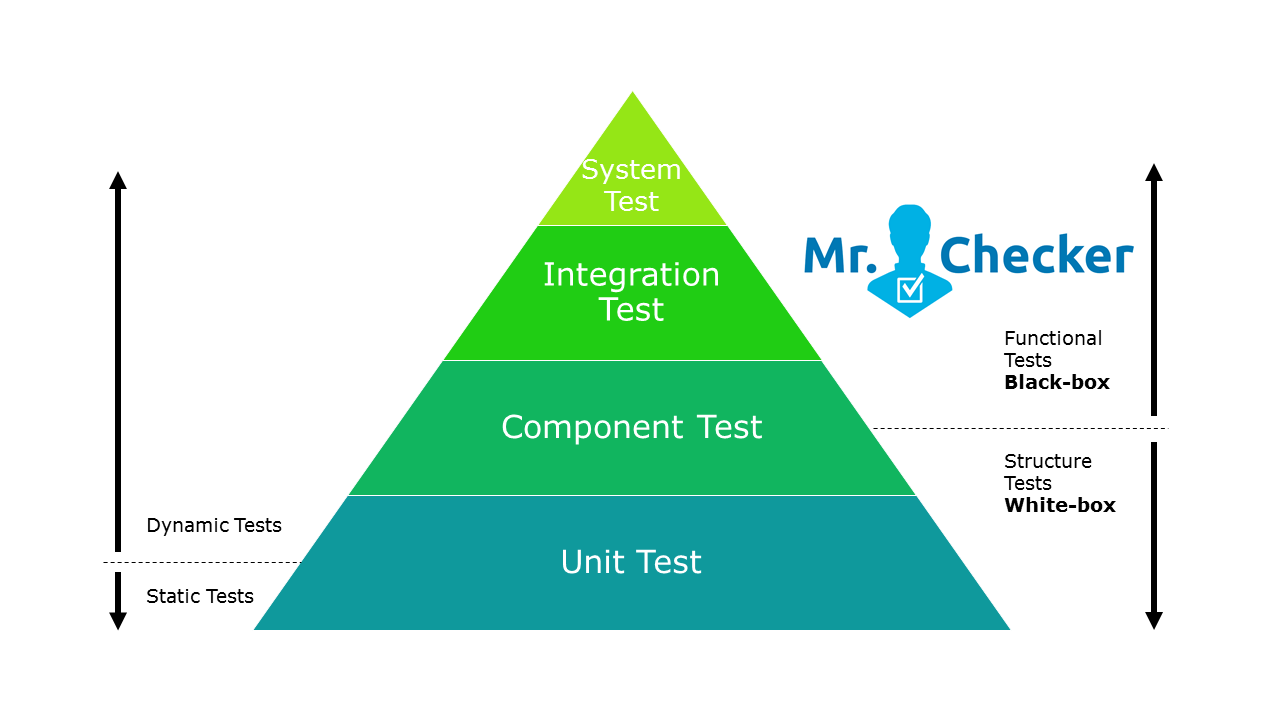 System
Test
Integration
Test
Mr. Checker
Functional
Tests
Black-box
Component Test
Structure
Tests
White-box
Dynamic Tests
Unit Test
Static Tests